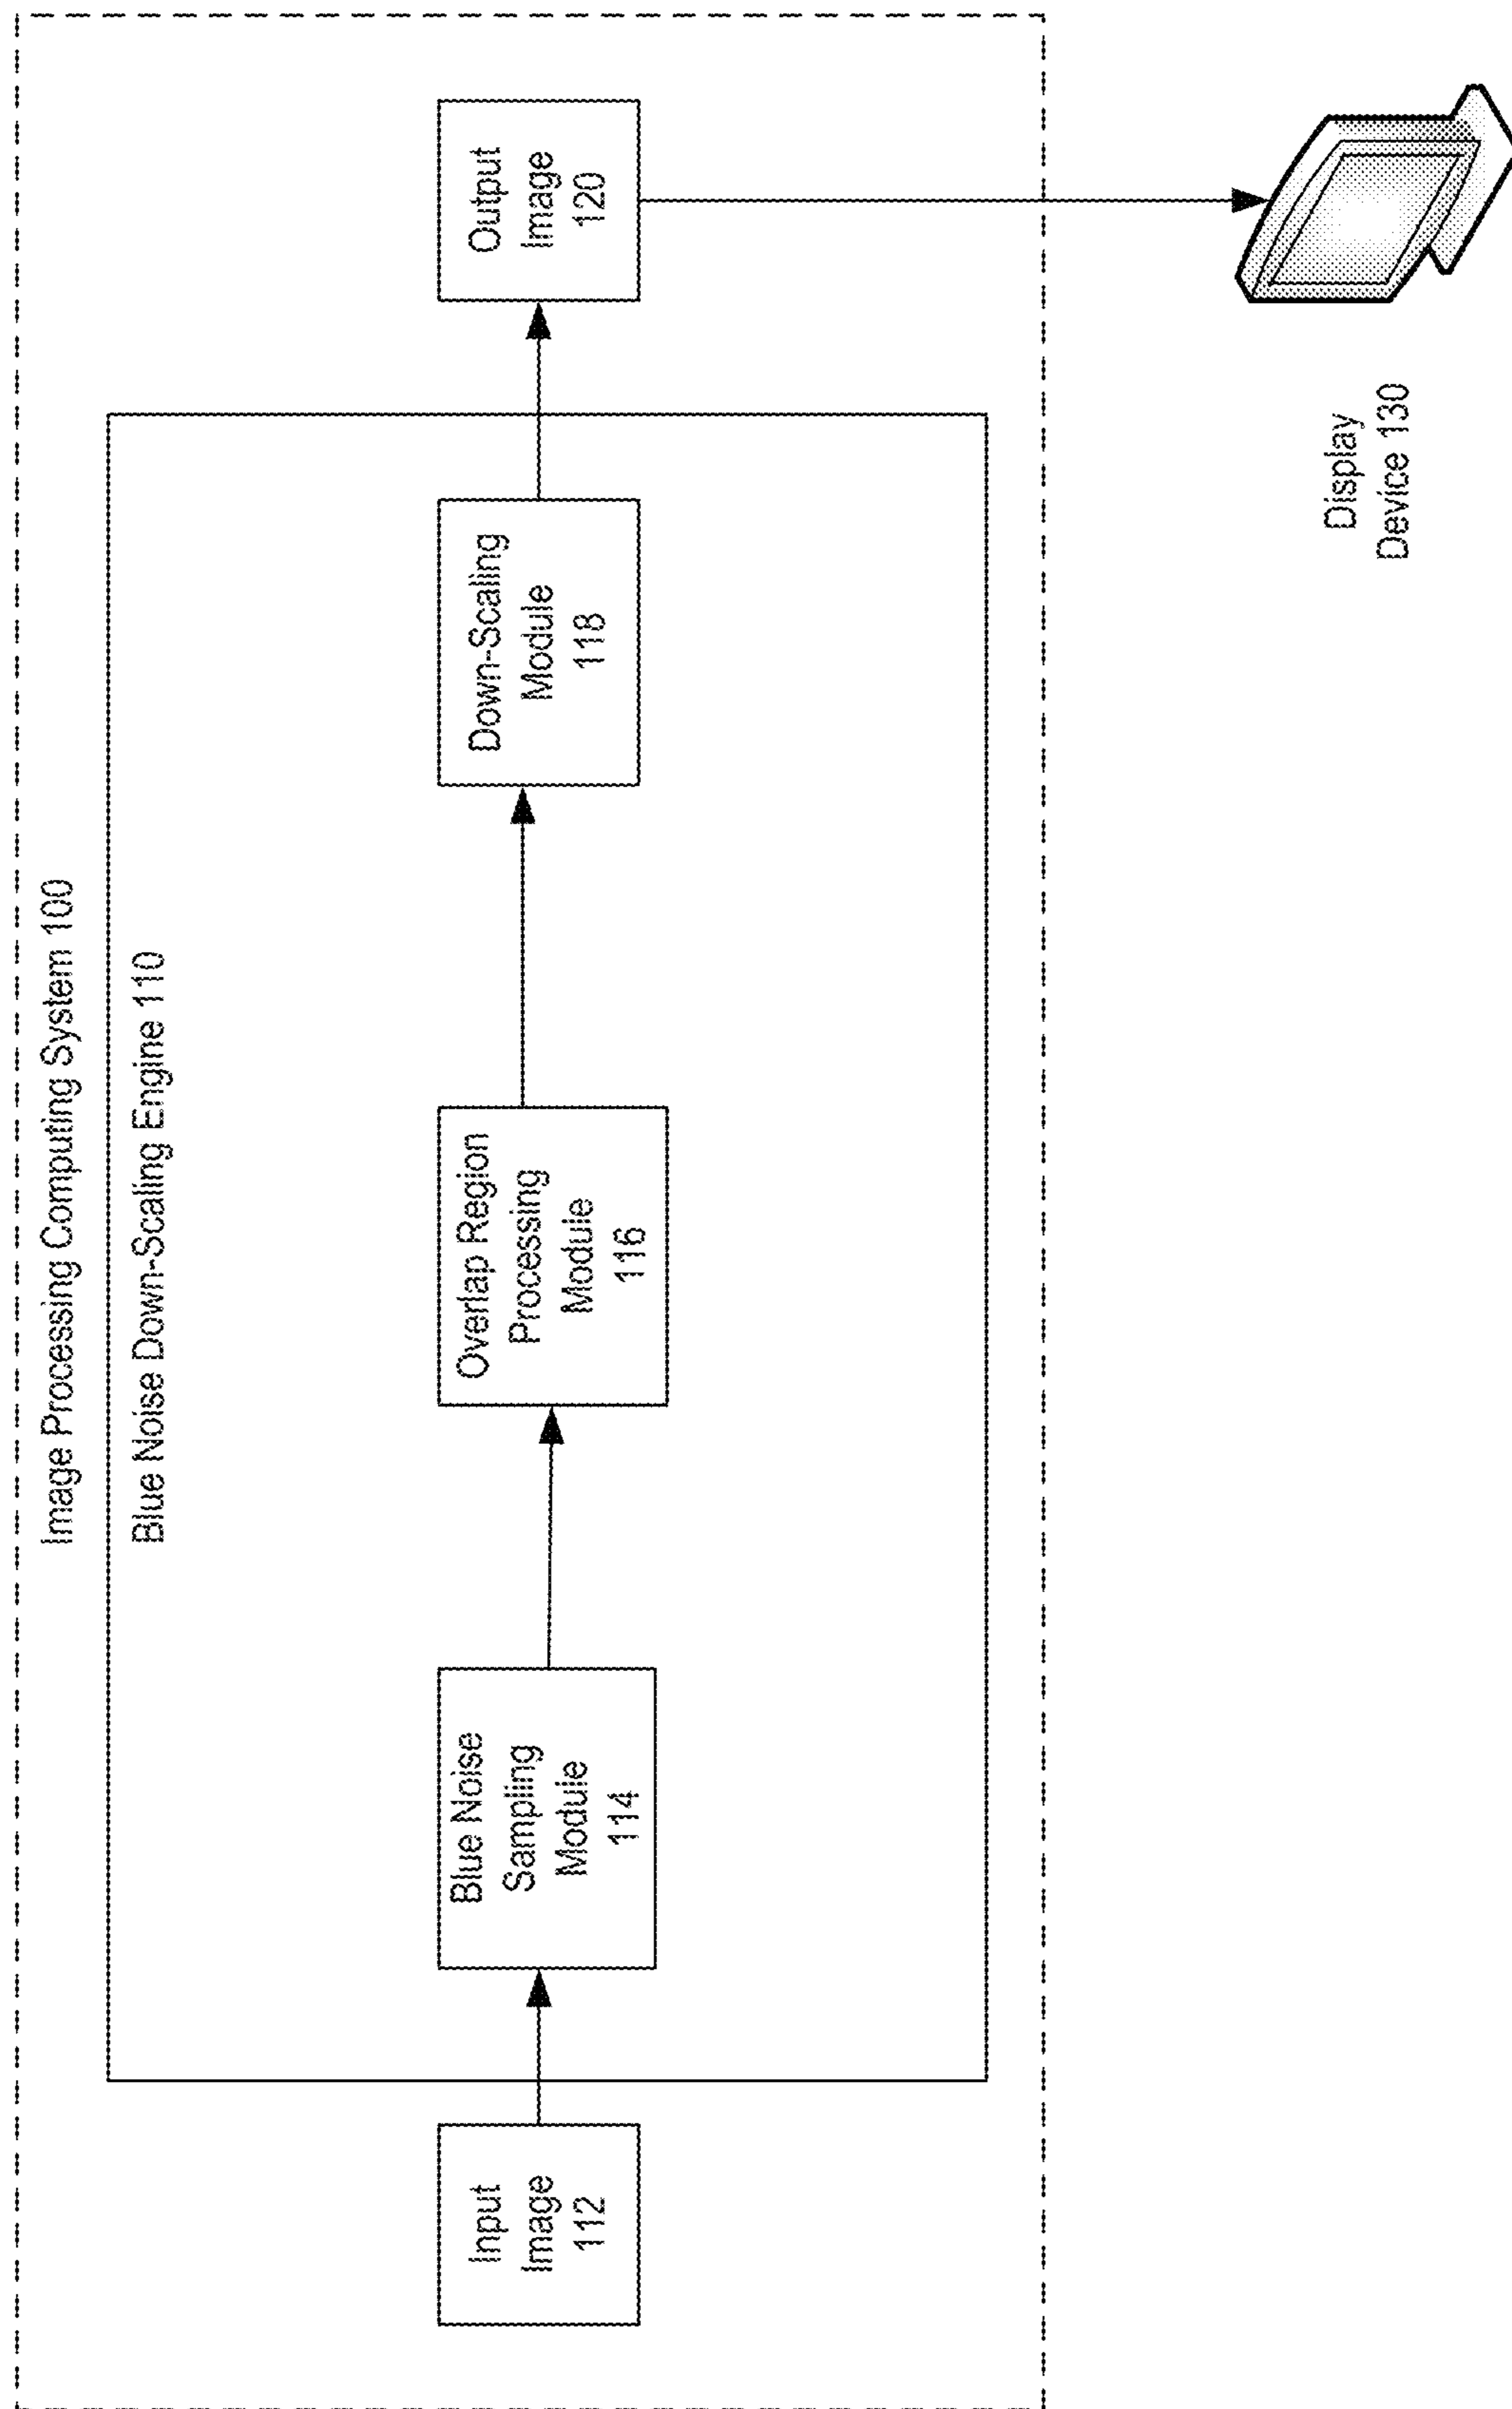 Image Processing Computing System 100
Blue Noise Down-Scaling Engine 110
Input
Image
112
Blue Noise
Sampling
Module
114
Overlap Region
Processing
Module
116
Down-Scaling
Module
118
Output
Image
120
Display
Device 130